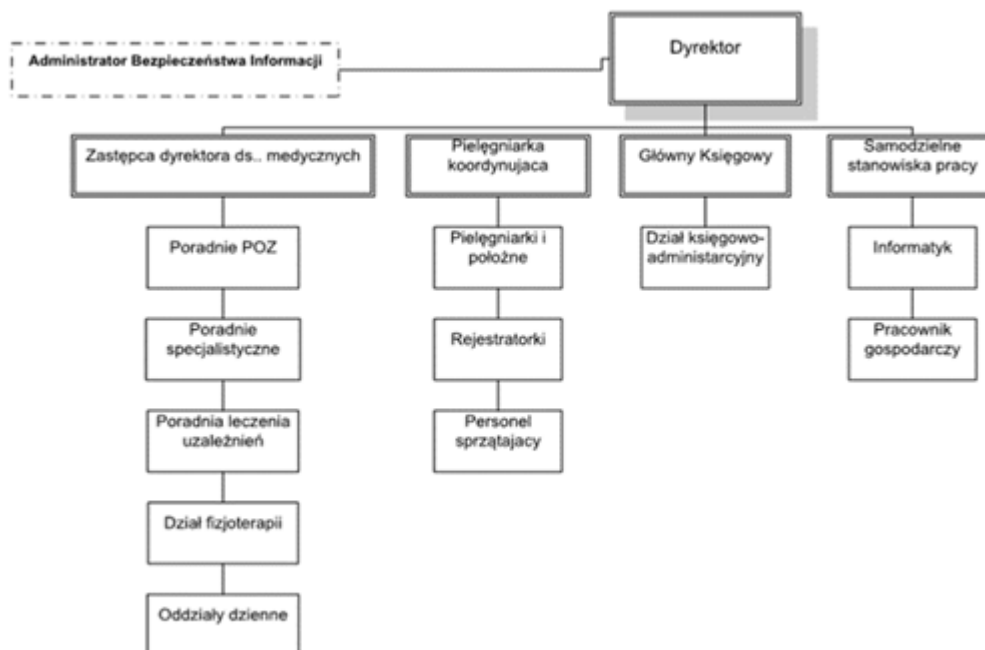 Dyrektor
Administrator Bezpieczeństwa Informacji
Zastępca dyrektora ds.. medycznych
Pielęgniarka
koordynujaca
Główny Księgowy
Samodzielne
stanowiska pracy
Poradnie POZ
Pielęgniarki i
położne
Dział księgowo-
administarcyjny
Informatyk
Poradnie
specjalistyczne
Rejestratorki
Pracownik
gospodarczy
Poradnia leczenia
uzależnień
Personel
sprzątajacy
Dział fizjoterapii
Oddziały dzienne